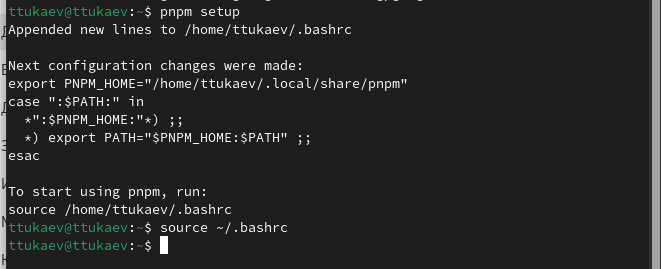 ttukaev@ttukaev:~$ pnpm setup
Appended new lines to /home/ttukaev/.bashrc

Next configuration changes were made:
export PNPM_HOME="/home/ttukaev/.local/share/pnpm"
case ":$PATH:" in
  *":$PNPM_HOME:"*) ;;
  *) export PATH="$PNPM_HOME:$PATH" ;;
esac

To start using pnpm, run:
source /home/ttukaev/.bashrc
ttukaev@ttukaev:~$ source ~/.bashrc
ttukaev@ttukaev:~$